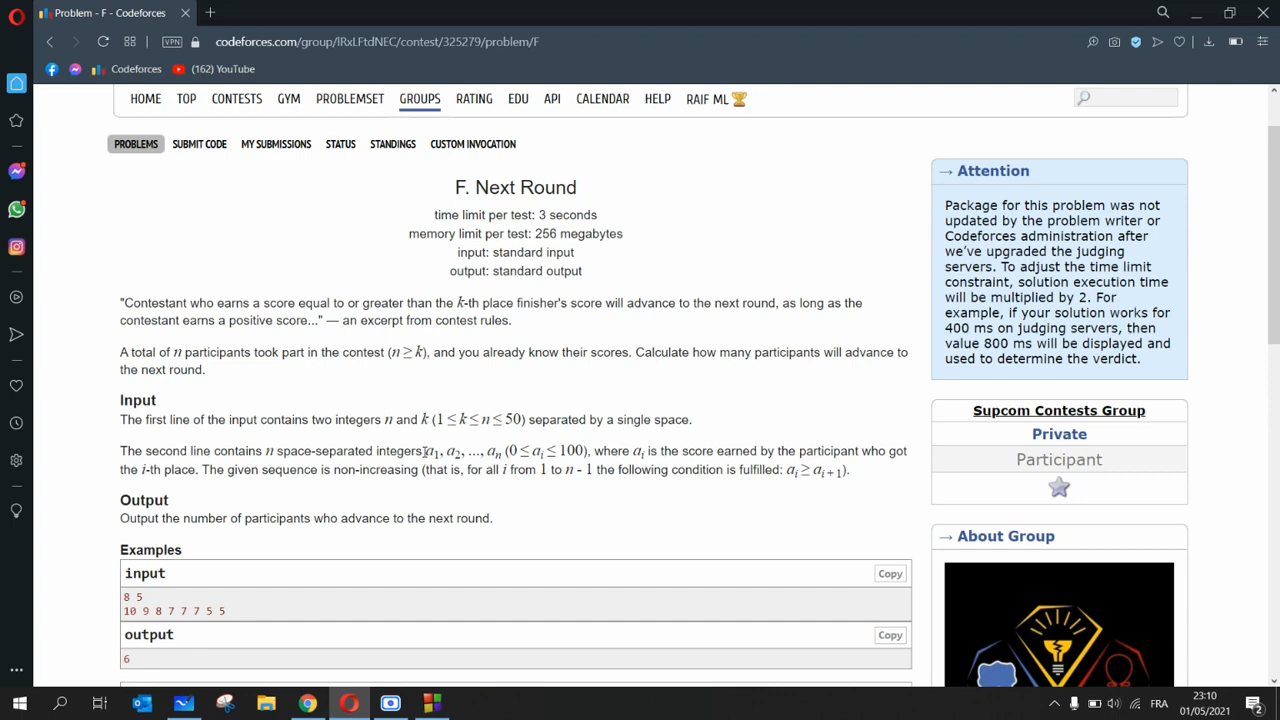 Problem - F - Codeforces
VPN
codeforces.com/group/lRxLFtdNEC/contest/325279/problem/F
Codeforces
(162) YouTube
HOME TOP CONTESTS GYM PROBLEMSET GROUPS RATING EDU API CALENDAR HELP RAIF ML
PROBLEMS SUBMIT CODE MY SUBMISSIONS STATUS STANDINGS CUSTOM INVOCATION
F. Next Round
time limit per test: 3 seconds
memory limit per test: 256 megabytes
input: standard input
output: standard output
"Contestant who earns a score equal to or greater than the k-th place finisher's score will advance to the next round, as long as the
contestant earns a positive score..." — an excerpt from contest rules.
A total of n participants took part in the contest (n ≥ k), and you already know their scores. Calculate how many participants will advance to
the next round.
Input
The first line of the input contains two integers n and k (1 ≤ k ≤ n ≤ 50) separated by a single space.
The second line contains n space-separated integers a1, a2, ..., an (0 ≤ ai ≤ 100), where ai is the score earned by the participant who got
the i-th place. The given sequence is non-increasing (that is, for all i from 1 to n - 1 the following condition is fulfilled: ai ≥ ai + 1).
Output
Output the number of participants who advance to the next round.
Examples
input
Copy
8 5
10 9 8 7 7 7 5 5
output
Copy
6
→ Attention
Package for this problem was not
updated by the problem writer or
Codeforces administration after
we've upgraded the judging
servers. To adjust the time limit
constraint, solution execution time
will be multiplied by 2. For
example, if your solution works for
400 ms on judging servers, then
value 800 ms will be displayed and
used to determine the verdict.
Supcom Contests Group
Private
Participant
→ About Group
FRA
23:10
01/05/2021
2